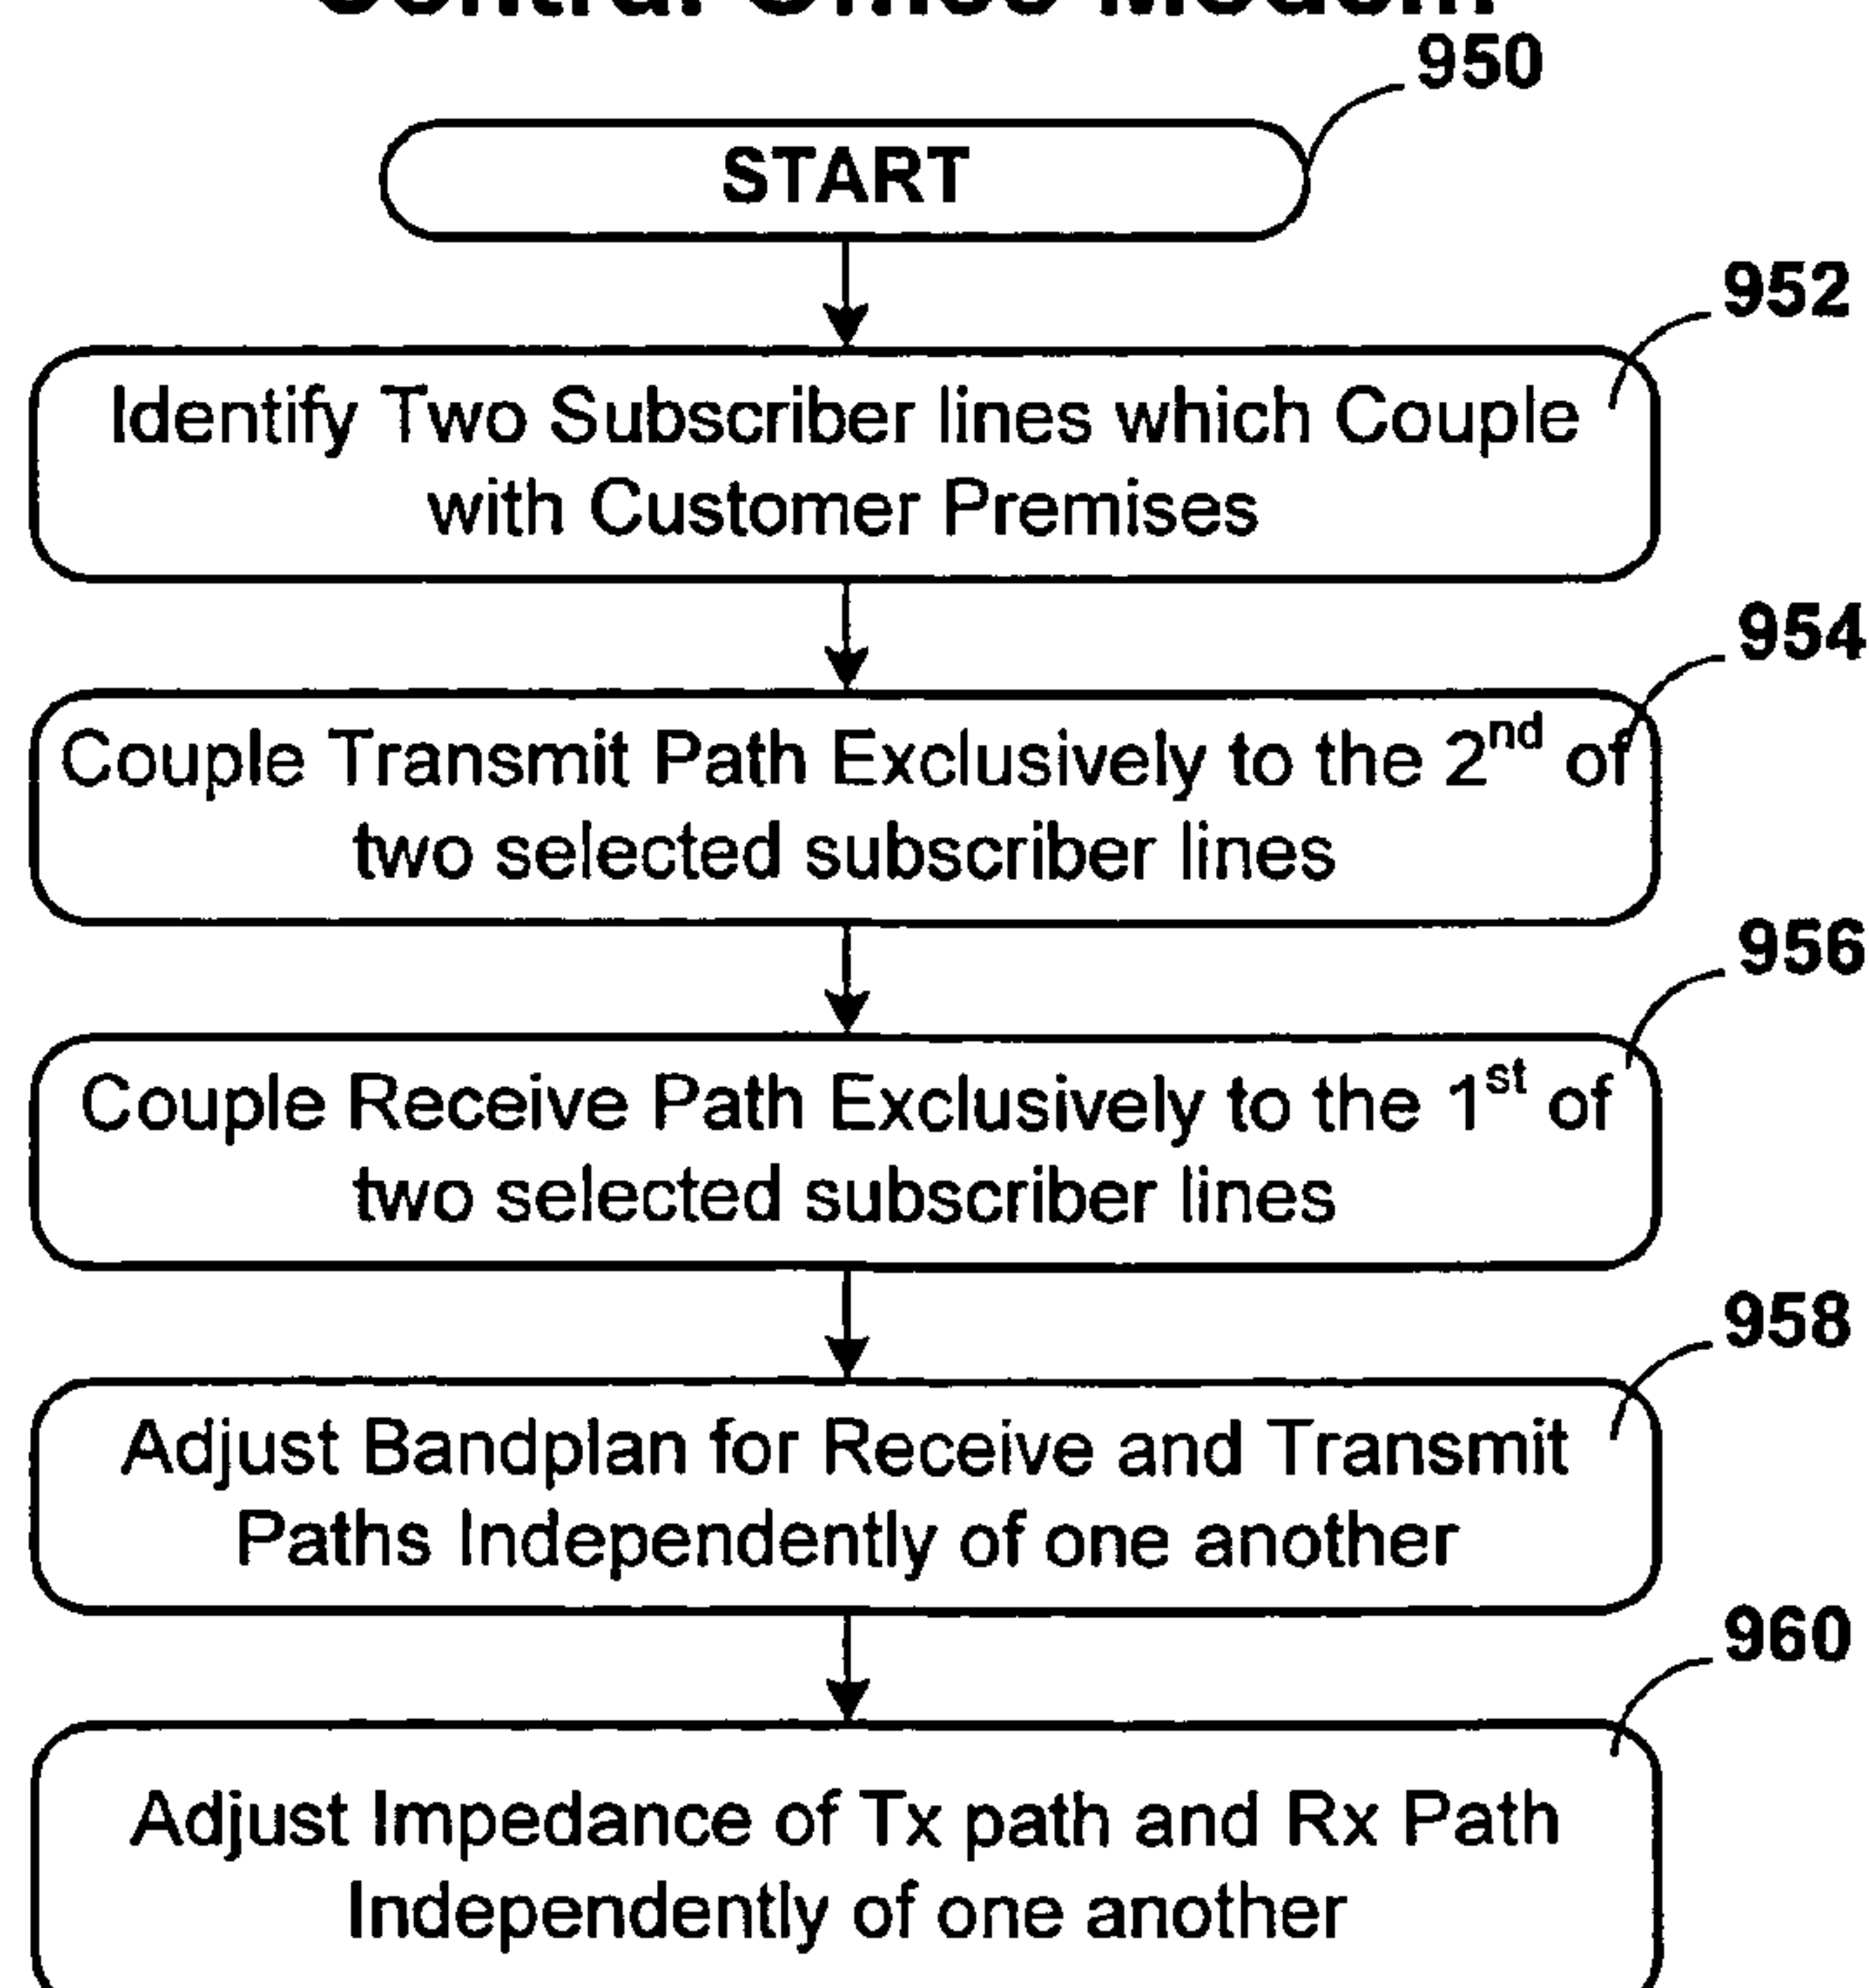 Central Office Modem
950
START
952
Identify Two Subscriber lines which Couple
with Customer Premises
954
Couple Transmit Path Exclusively to the 2nd of
two selected subscriber lines
956
Couple Receive Path Exclusively to the 1st of
two selected subscriber lines
958
Adjust Bandplan for Receive and Transmit
Paths Independently of one another
960
Adjust Impedance of Tx path and Rx Path
Independently of one another